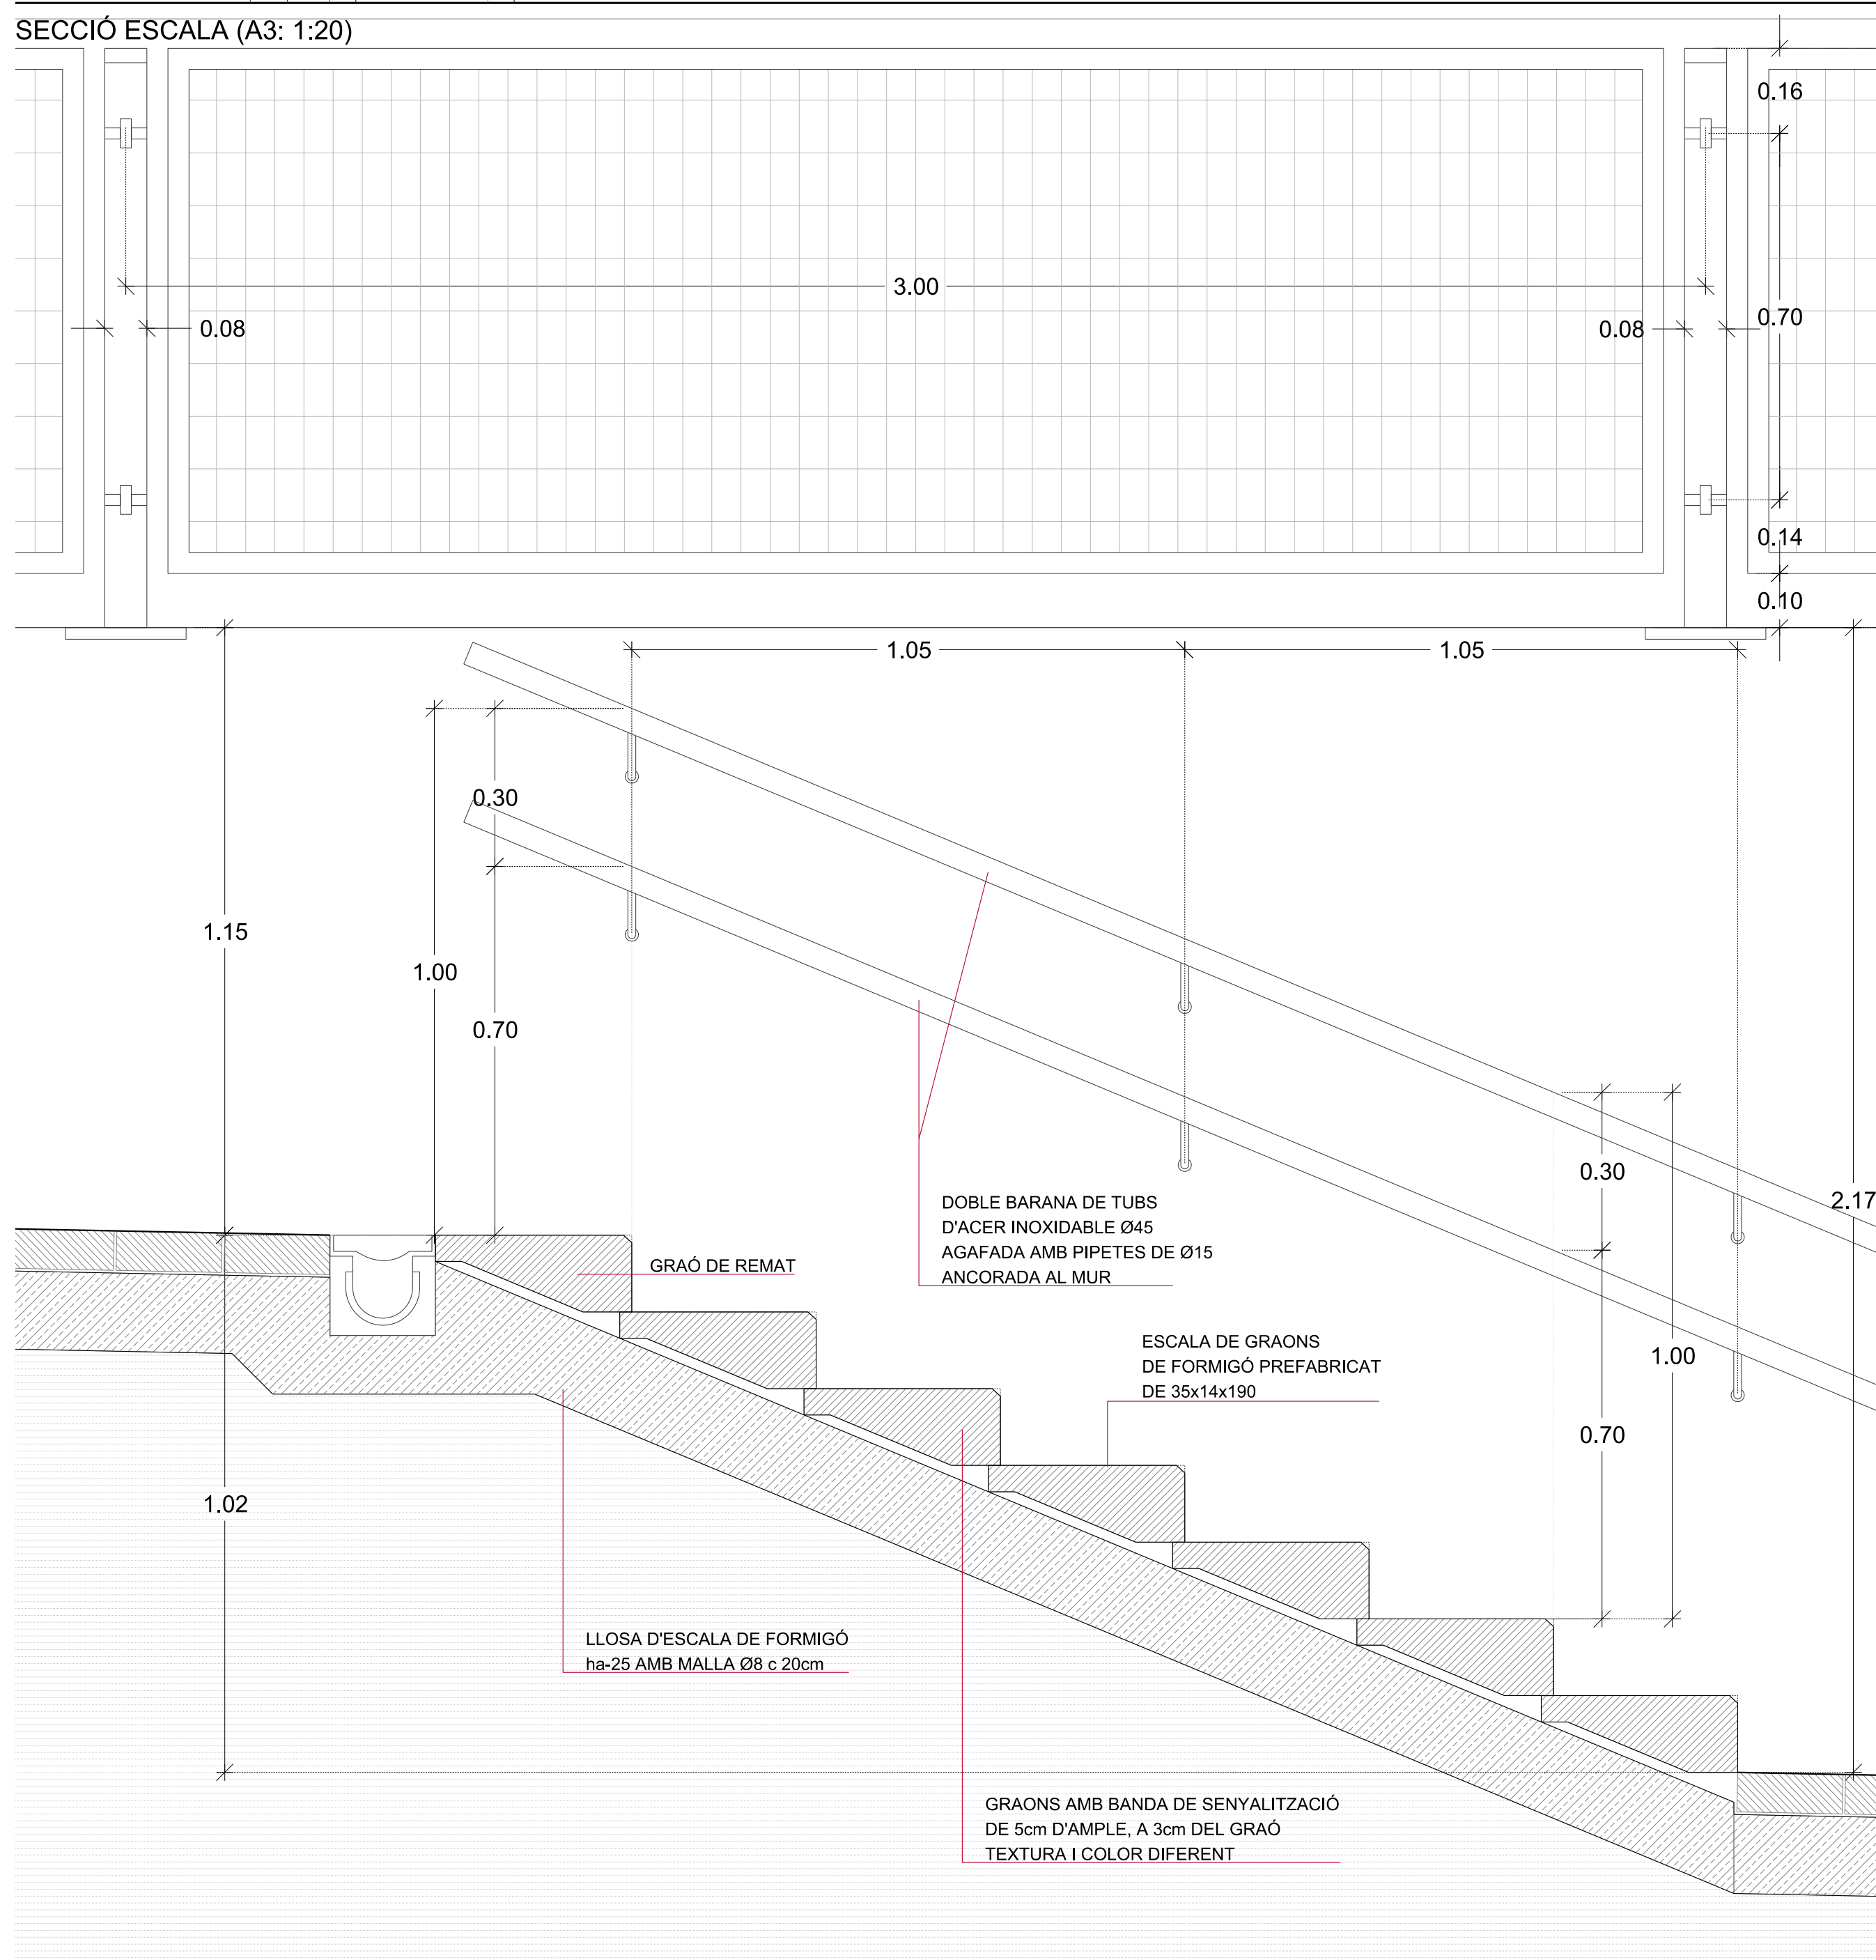 SECCIÓ ESCALA (A3: 1:20)
0.16
3.00
0.08
0.08
0.70
0.14
0.10
1.05
1.05
0.30
1.15
1.00
0.70
0.30
2.17
DOBLE BARANA DE TUBS
D'ACER INOXIDABLE Ø45
AGAFADA AMB PIPETES DE Ø15
ANCORADA AL MUR
GRAÓ DE REMAT
ESCALA DE GRAONS
DE FORMIGÓ PREFABRICAT
DE 35x14x190
1.00
0.70
1.02
LLOSA D'ESCALA DE FORMIGÓ
ha-25 AMB MALLA Ø8 c 20cm
GRAONS AMB BANDA DE SENYALITZACIÓ
DE 5cm D'AMPLE, A 3cm DEL GRAÓ
TEXTURA I COLOR DIFERENT